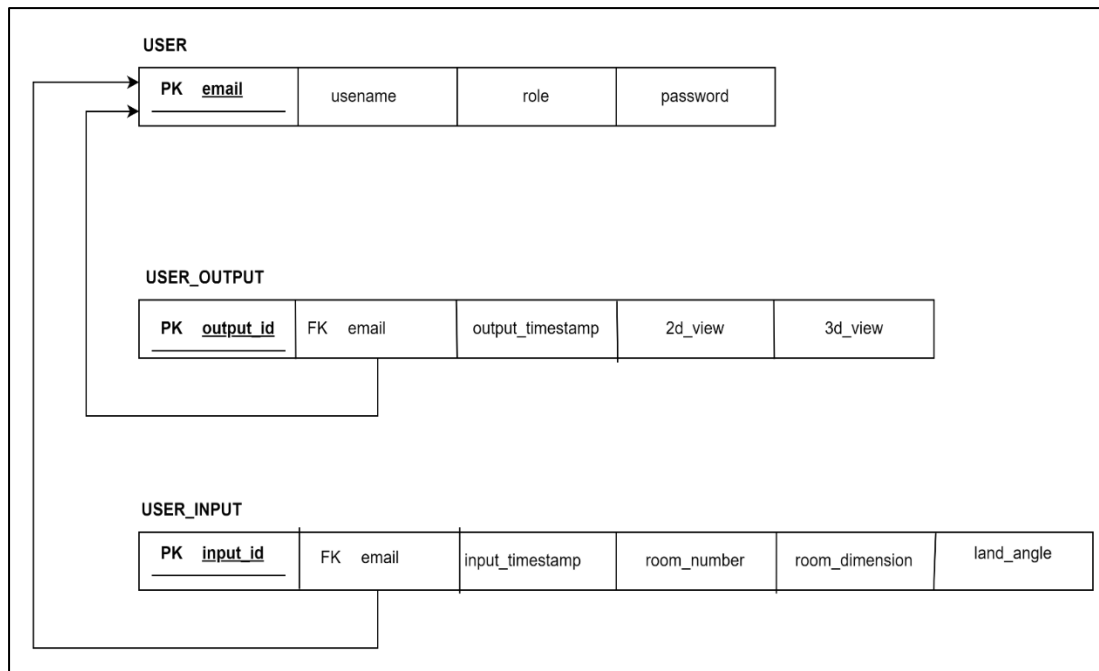 USER
PK email usename role password
USER_OUTPUT
PK output_id FK email output_timestamp 2d_view 3d_view
USER_INPUT
PK input_id FK email input_timestamp room_number room_dimension land_angle